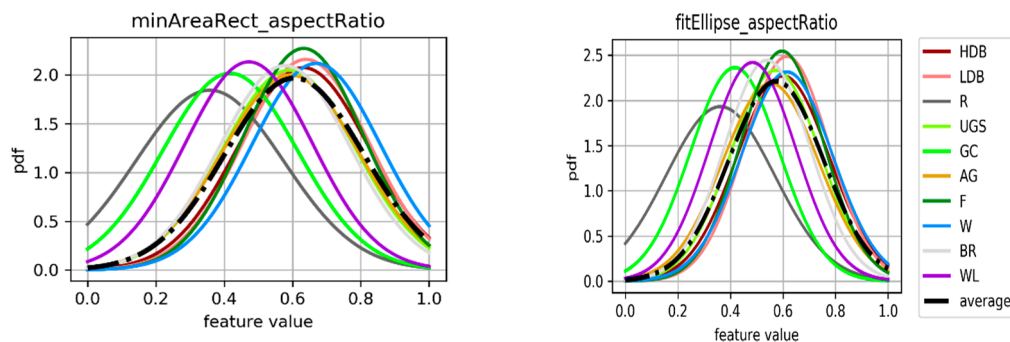 minAreaRect_aspectRatio
pdf
2.0
1.5
1.0
0.5
0.0
0.0 0.2 0.4 0.6 0.8 1.0
feature value
fitEllipse_aspectRatio
pdf
2.5
2.0
1.5
1.0
0.5
0.0
0.0 0.2 0.4 0.6 0.8 1.0
feature value
HDB
LDB
R
UGS
GC
AG
F
W
BR
WL
average